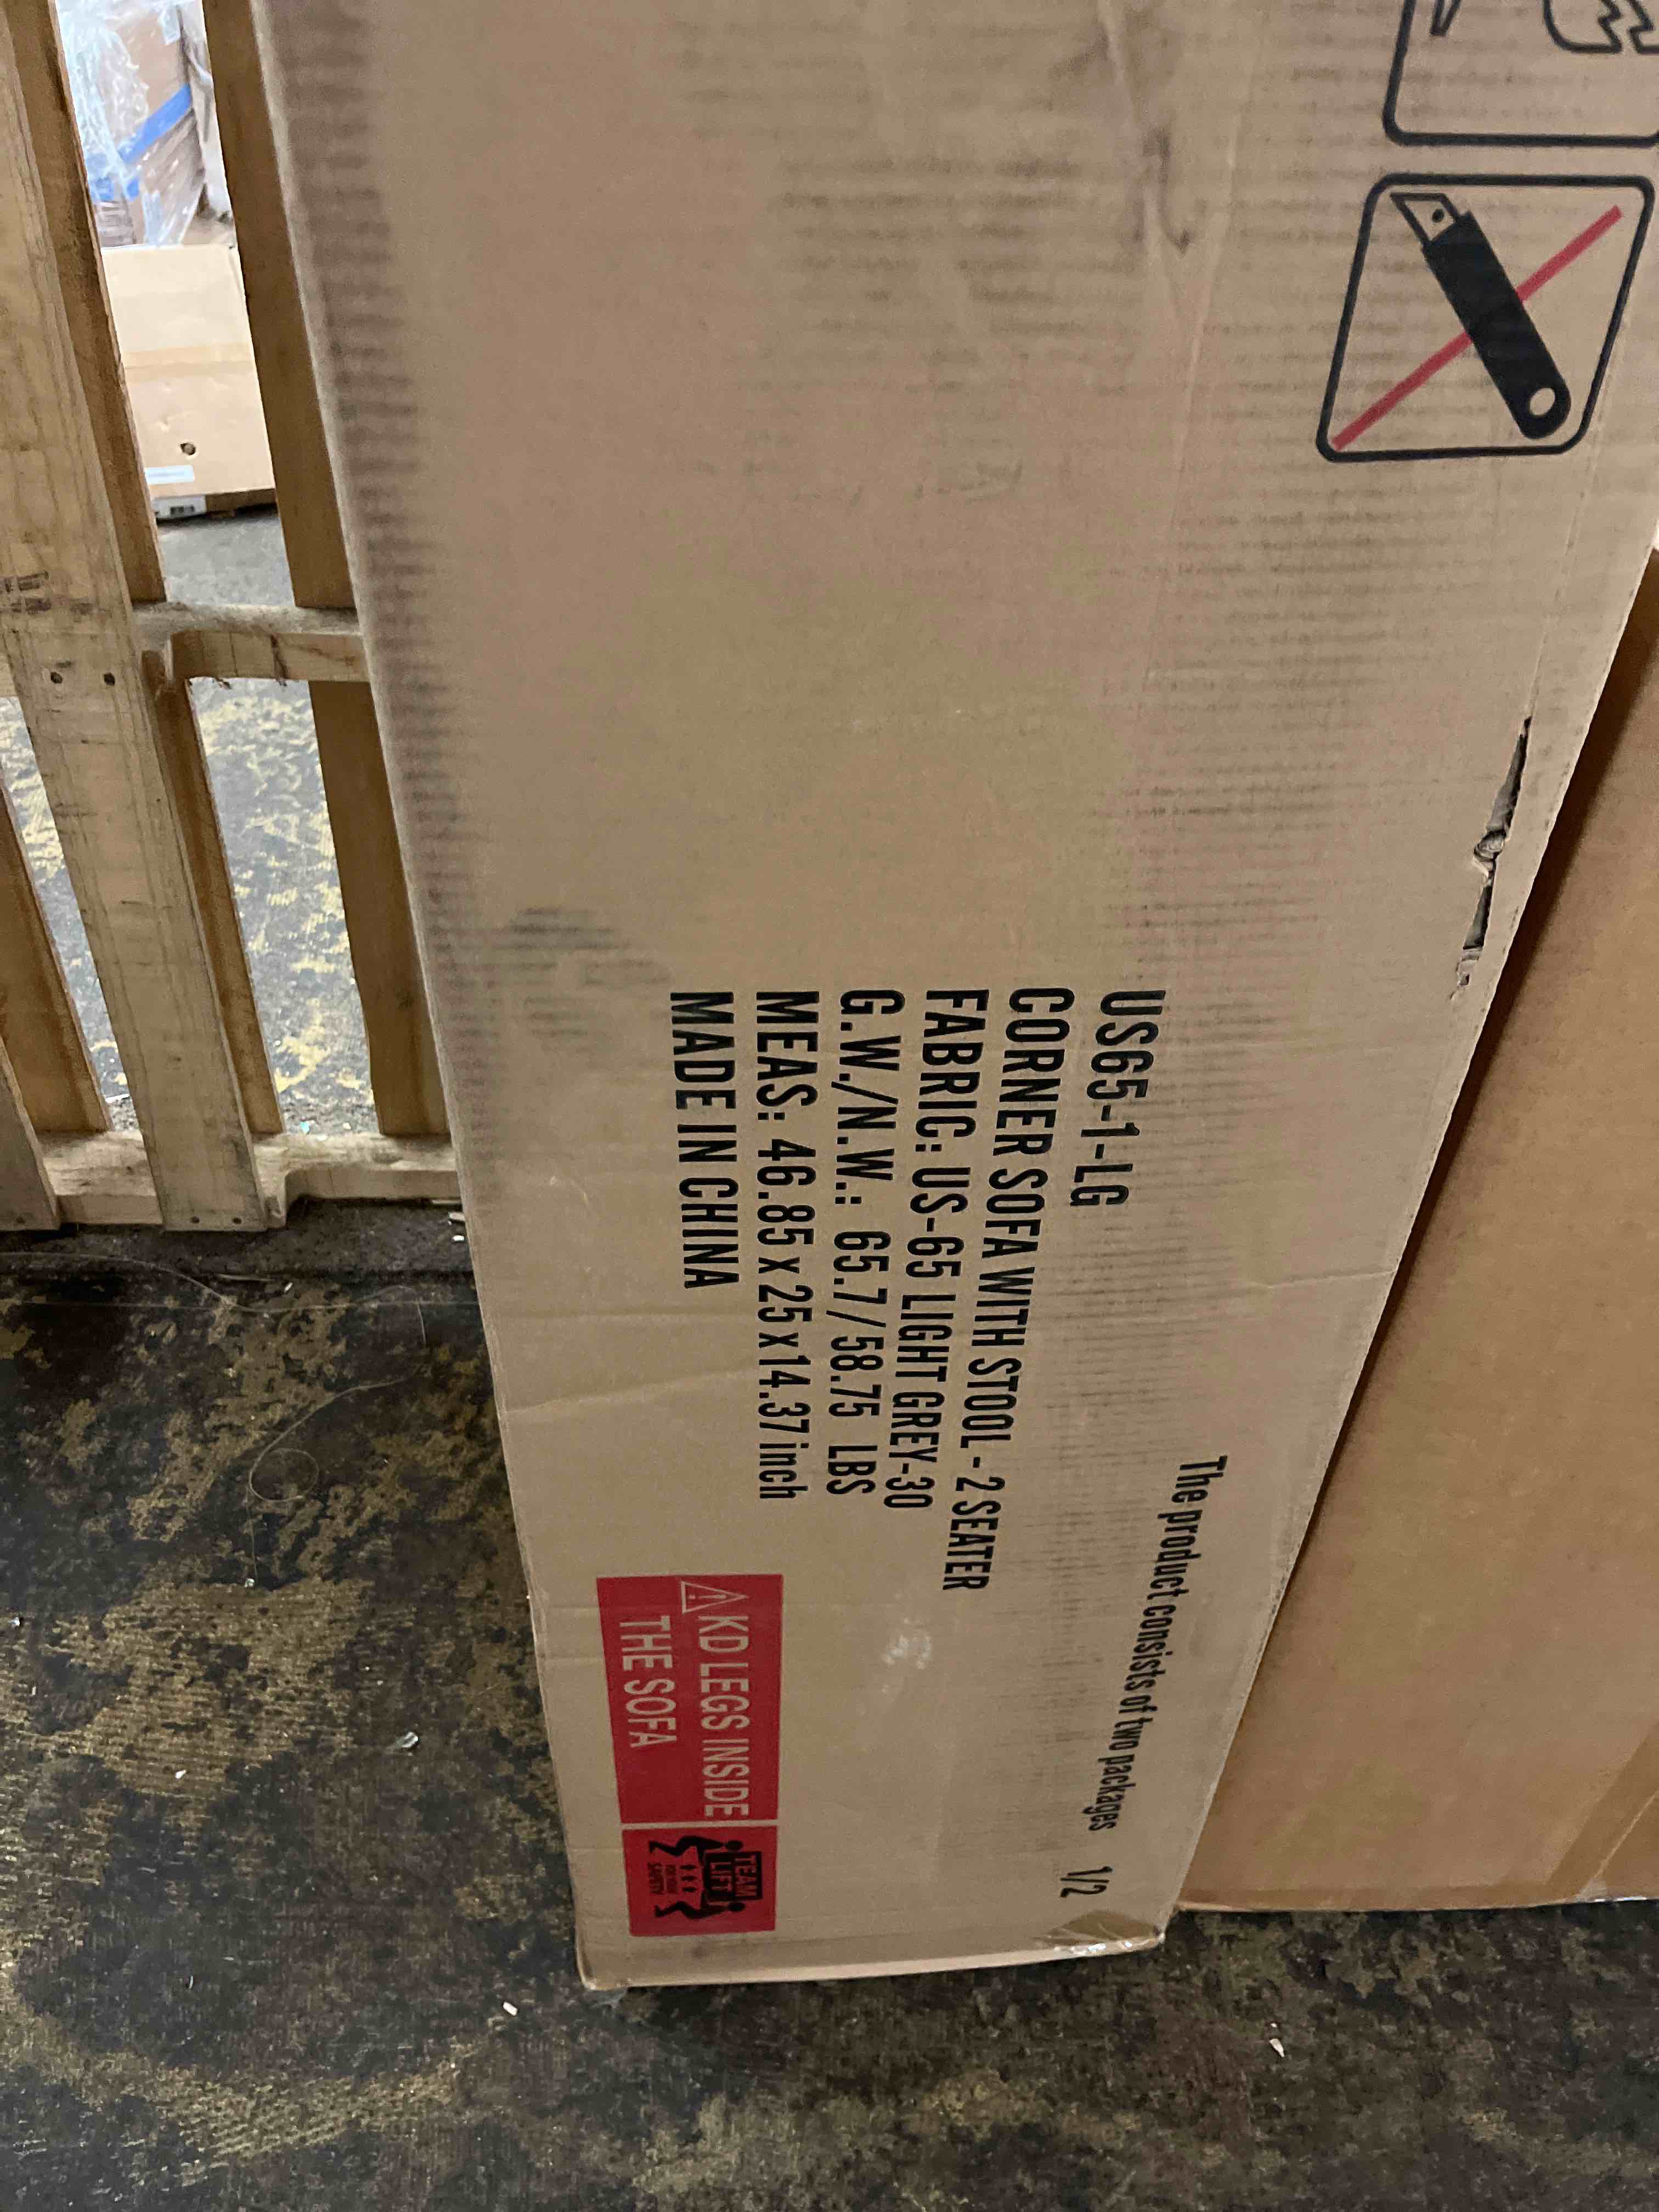 The product consists of two packages 1/2
US65-1-LG
CORNER SOFA WITH STOOL - 2 SEATER
FABRIC: US-65 LIGHT GREY-30
G.W./N.W.: 65.7/58.75 LBS
MEAS: 46.85 x 25 x 14.37 inch
MADE IN CHINA
KD LEGS INSIDE
THE SOFA
TEAM
LIFT
SAFETY